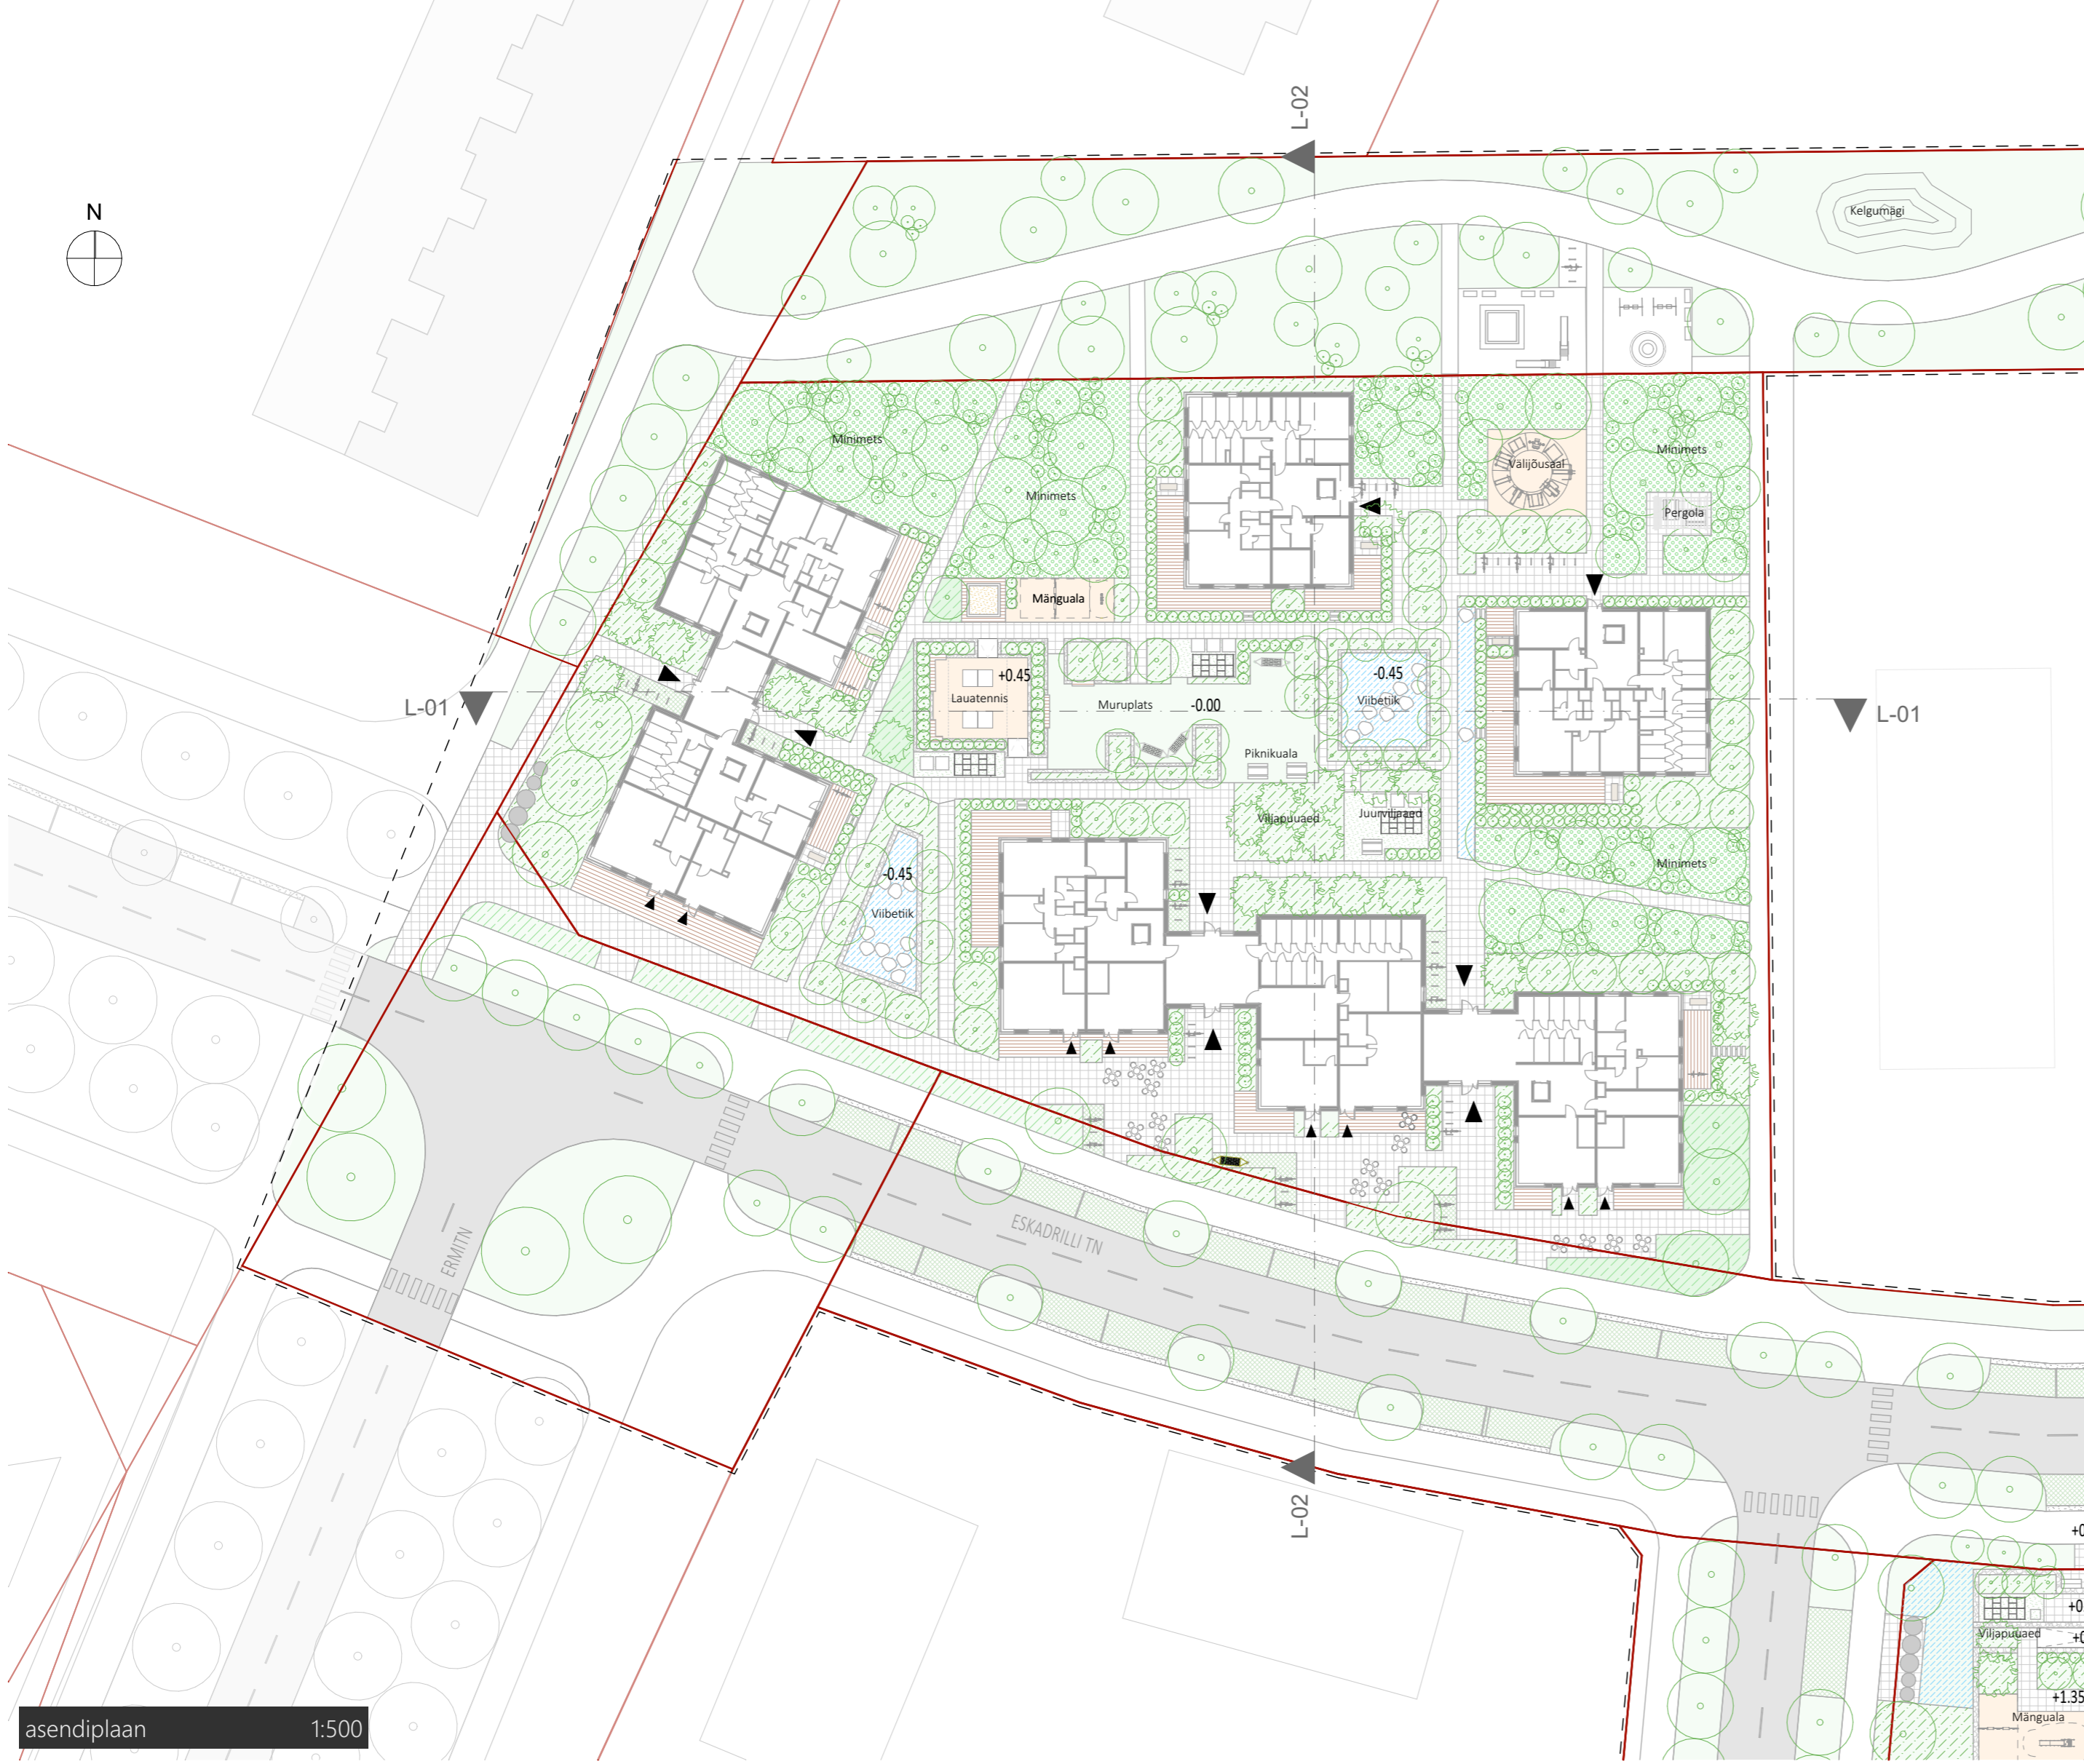 L-02
N
Kelgumägi
Minimets
Minimets
Minimets
Välijõusaal
Pergola
Mänguala
+0.45
Lauatennis
Muruplats
-0.00
-0.45
Viibetiik
L-01
L-01
Piknikuala
Viljapuuaed
Juurviljaaed
Minimets
-0.45
Viibetiik
ESKADRILLI TN
ERMITN
L-02
Viljapuuaed
+1.35
Mänguala
asendiplaan 1:500